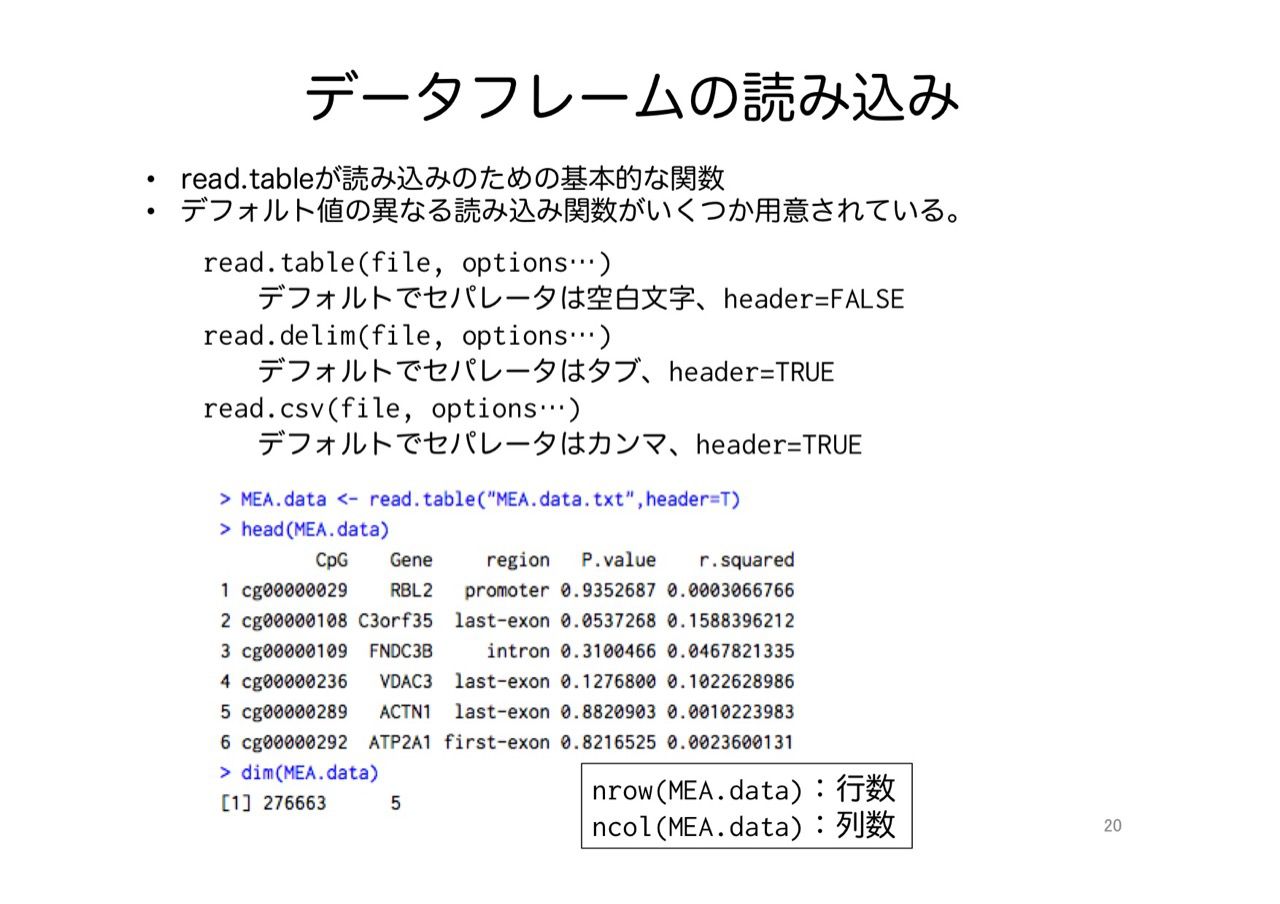 データフレームの読み込み
• read.tableが読み込みのための基本的な関数
• デフォルト値の異なる読み込み関数がいくつか用意されている。
read.table(file, options…)
デフォルトでセパレータは空白文字、header=FALSE
read.delim(file, options…)
デフォルトでセパレータはタブ、header=TRUE
read.csv(file, options…)
デフォルトでセパレータはカンマ、header=TRUE
> MEA.data <- read.table("MEA.data.txt",header=T)
> head(MEA.data)
CpG Gene region P.value r.squared
1 cg00000029 RBL2 promoter 0.9352687 0.0003066766
2 cg00000108 C3orf35 last-exon 0.0537268 0.1588396212
3 cg00000109 FNDC3B intron 0.3100466 0.0467821335
4 cg00000236 VDAC3 last-exon 0.1276800 0.1022628986
5 cg00000289 ACTN1 last-exon 0.8820903 0.0010223983
6 cg00000292 ATP2A1 first-exon 0.8216525 0.0023600131
> dim(MEA.data)
[1] 276663 5
nrow(MEA.data)：行数
ncol(MEA.data)：列数
20